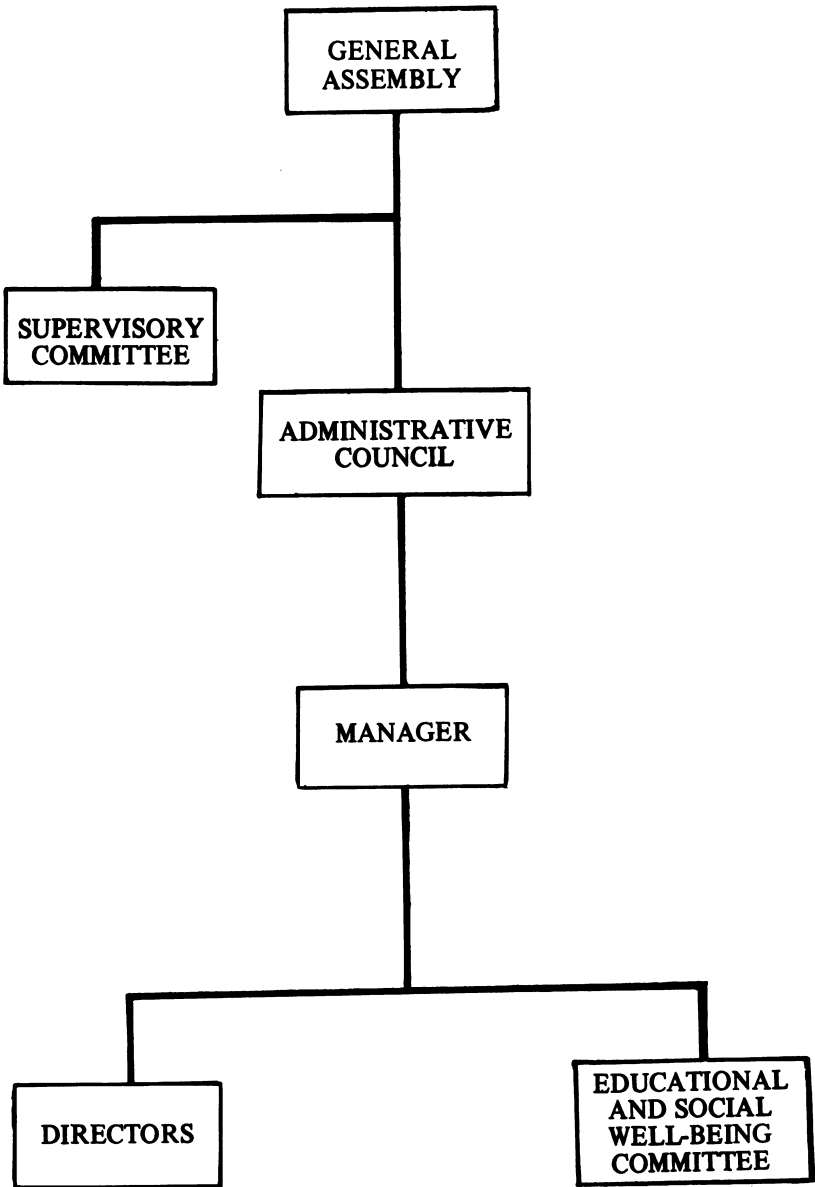 GENERAL
ASSEMBLY
SUPERVISORY
COMMITTEE
ADMINISTRATIVE
COUNCIL
MANAGER
DIRECTORS
EDUCATIONAL
AND SOCIAL
WELL-BEING
COMMITTEE